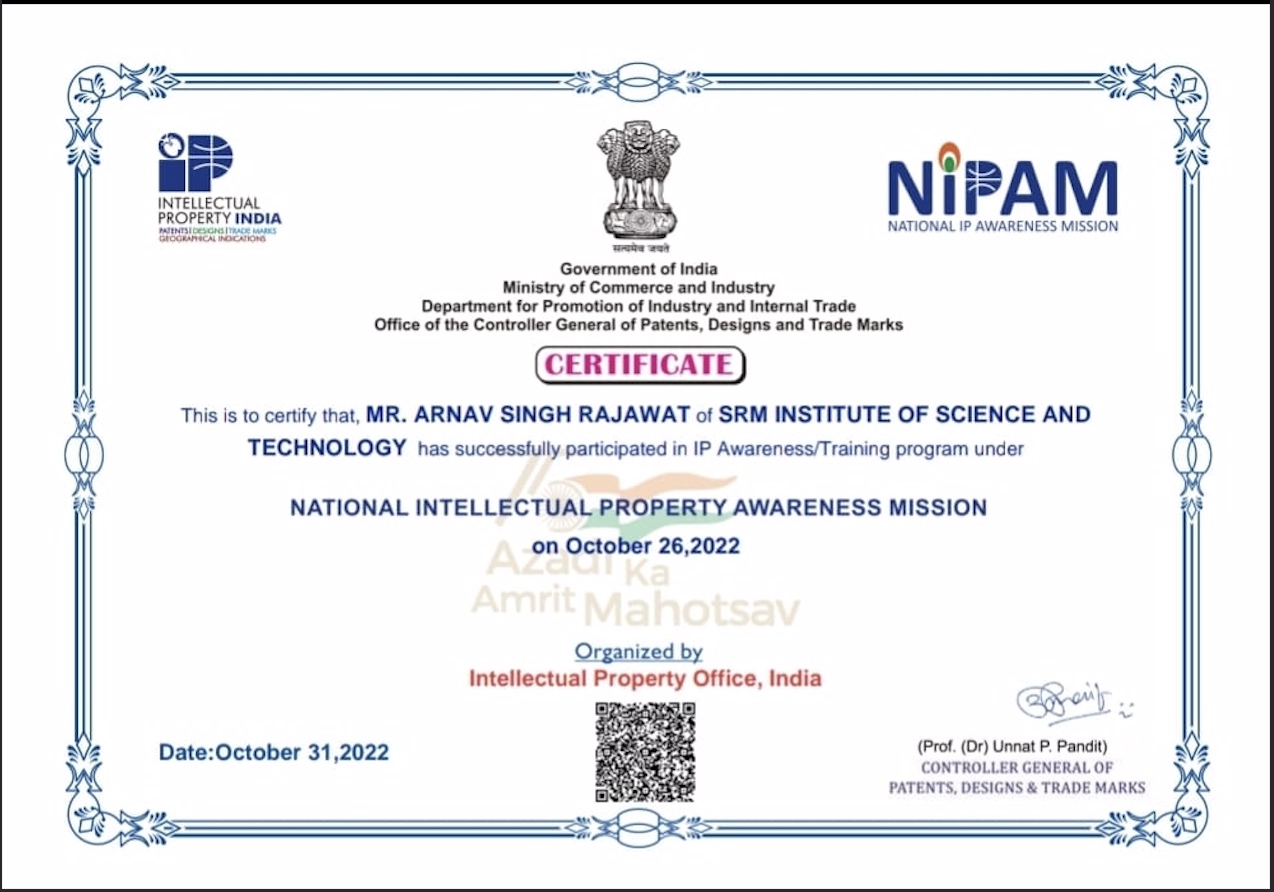 INTELLECTUAL
PROPERTY INDIA
PATENTS | DESIGNS | TRADE MARKS
GEOGRAPHICAL INDICATIONS
सत्यमेव जयते
NiPAM
NATIONAL IP AWARENESS MISSION
Government of India
Ministry of Commerce and Industry
Department for Promotion of Industry and Internal Trade
Office of the Controller General of Patents, Designs and Trade Marks
CERTIFICATE
This is to certify that, MR. ARNAV SINGH RAJAWAT of SRM INSTITUTE OF SCIENCE AND
TECHNOLOGY has successfully participated in IP Awareness/Training program under
NATIONAL INTELLECTUAL PROPERTY AWARENESS MISSION
on October 26,2022
Azadi Ka
Amrit Mahotsav
Organized by
Intellectual Property Office, India
Date:October 31,2022
(Prof. (Dr) Unnat P. Pandit)
CONTROLLER GENERAL OF
PATENTS, DESIGNS & TRADE MARKS